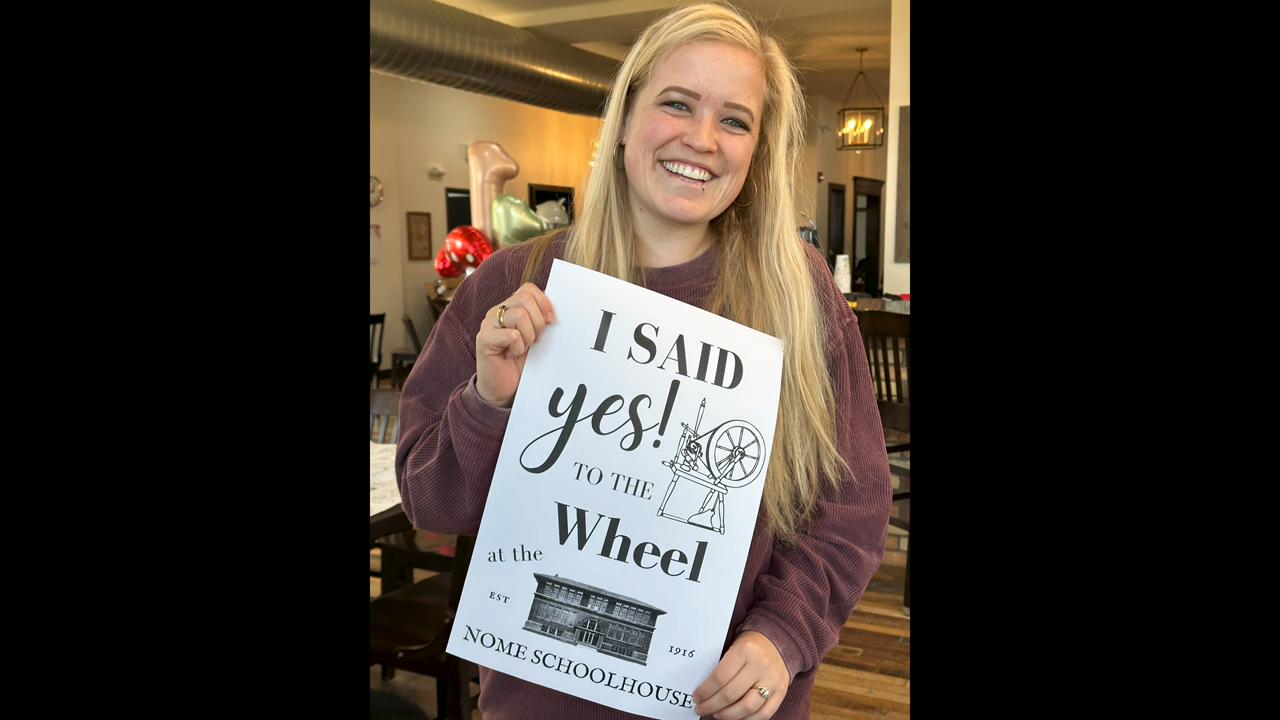 I SAID
yes!
TO THE
Wheel
at the
EST
1916
NOME SCHOOLHOUSE